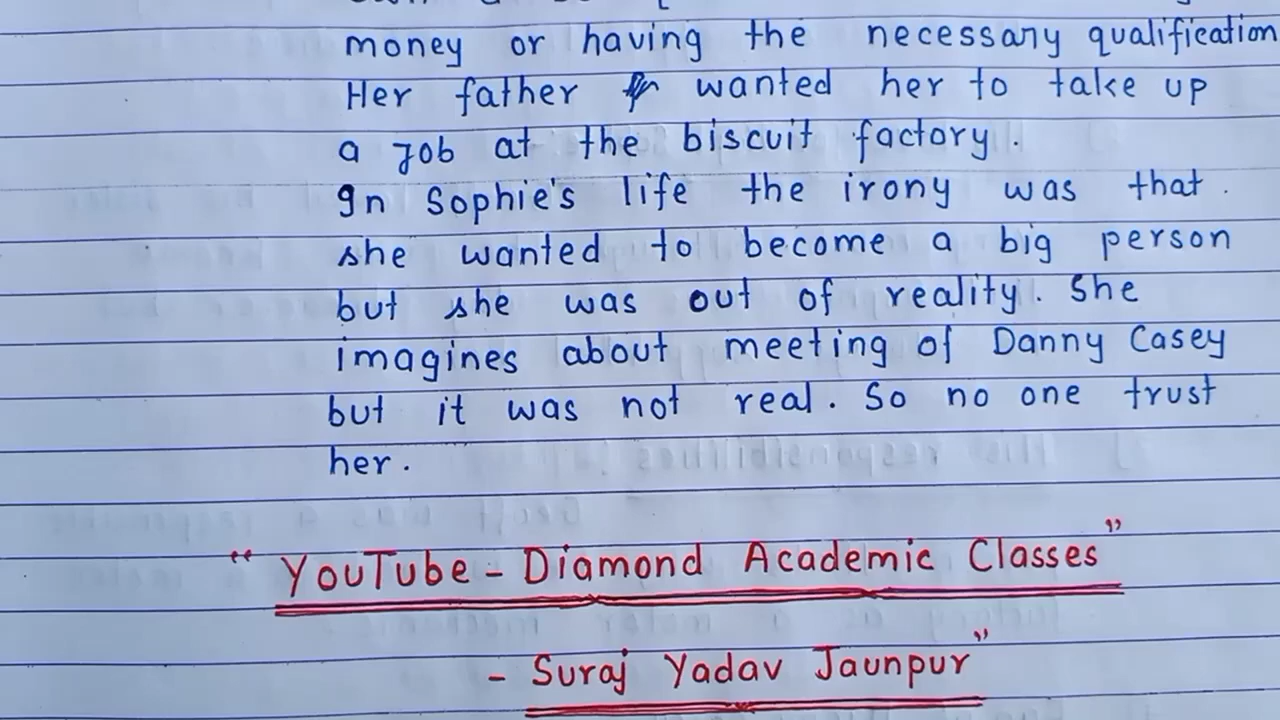 money or having the necessary qualification
Her father wanted her to take up
a job at the biscuit factory.
In Sophie's life the irony was that.
she wanted to become a big person
but she was out of reality. She
imagines about meeting of Danny Casey
but it was not real. So no one trust
her.
"YouTube - Diamond Academic Classes"
- Suraj Yadav Jaunpur"